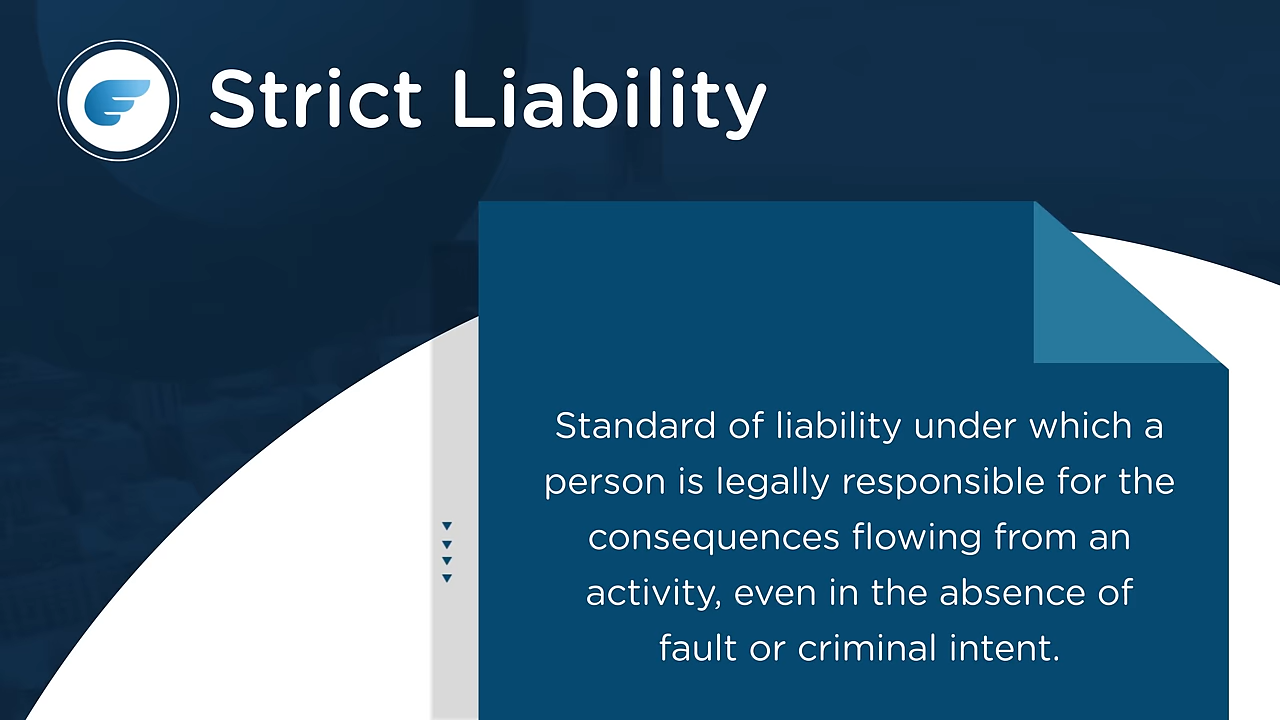 Strict Liability
Standard of liability under which a
person is legally responsible for the
consequences flowing from an
activity, even in the absence of
fault or criminal intent.